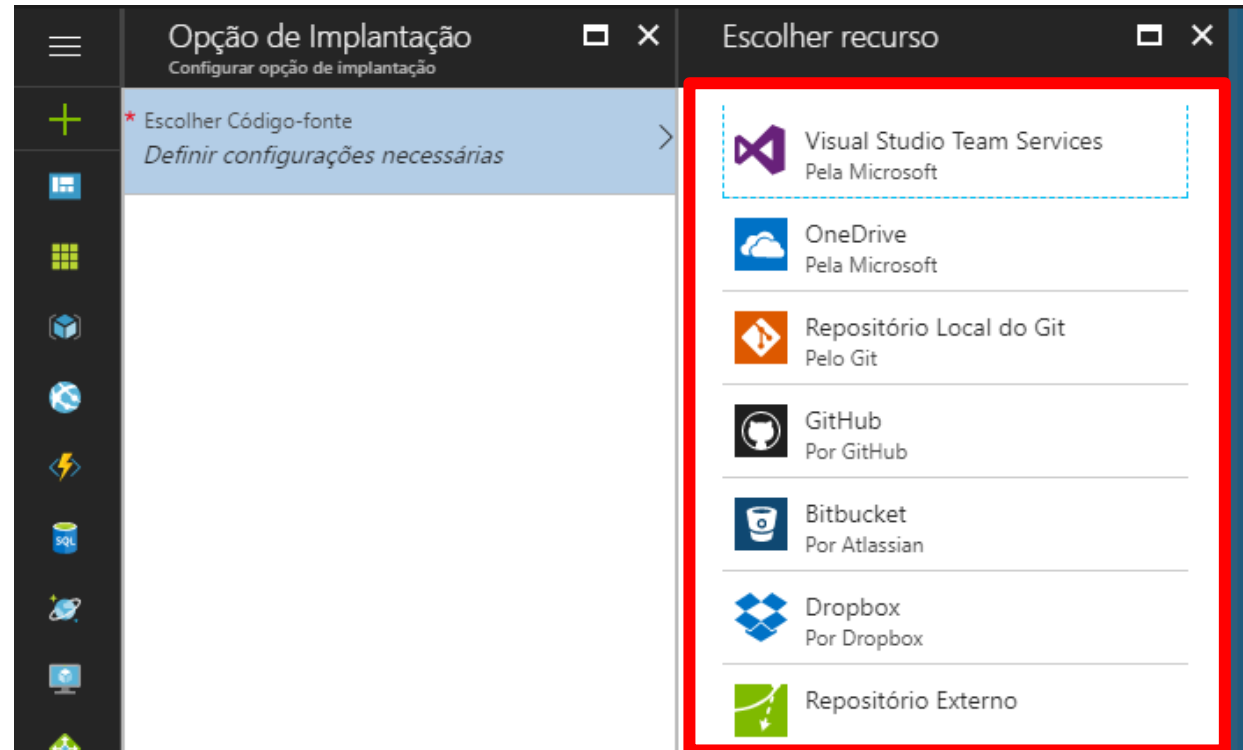 Opção de Implantação
Configurar opção de implantação
* Escolher Código-fonte
Definir configurações necessárias
Escolher recurso
Visual Studio Team Services
Pela Microsoft
OneDrive
Pela Microsoft
Repositório Local do Git
Pelo Git
GitHub
Por GitHub
Bitbucket
Por Atlassian
Dropbox
Por Dropbox
Repositório Externo
SQL